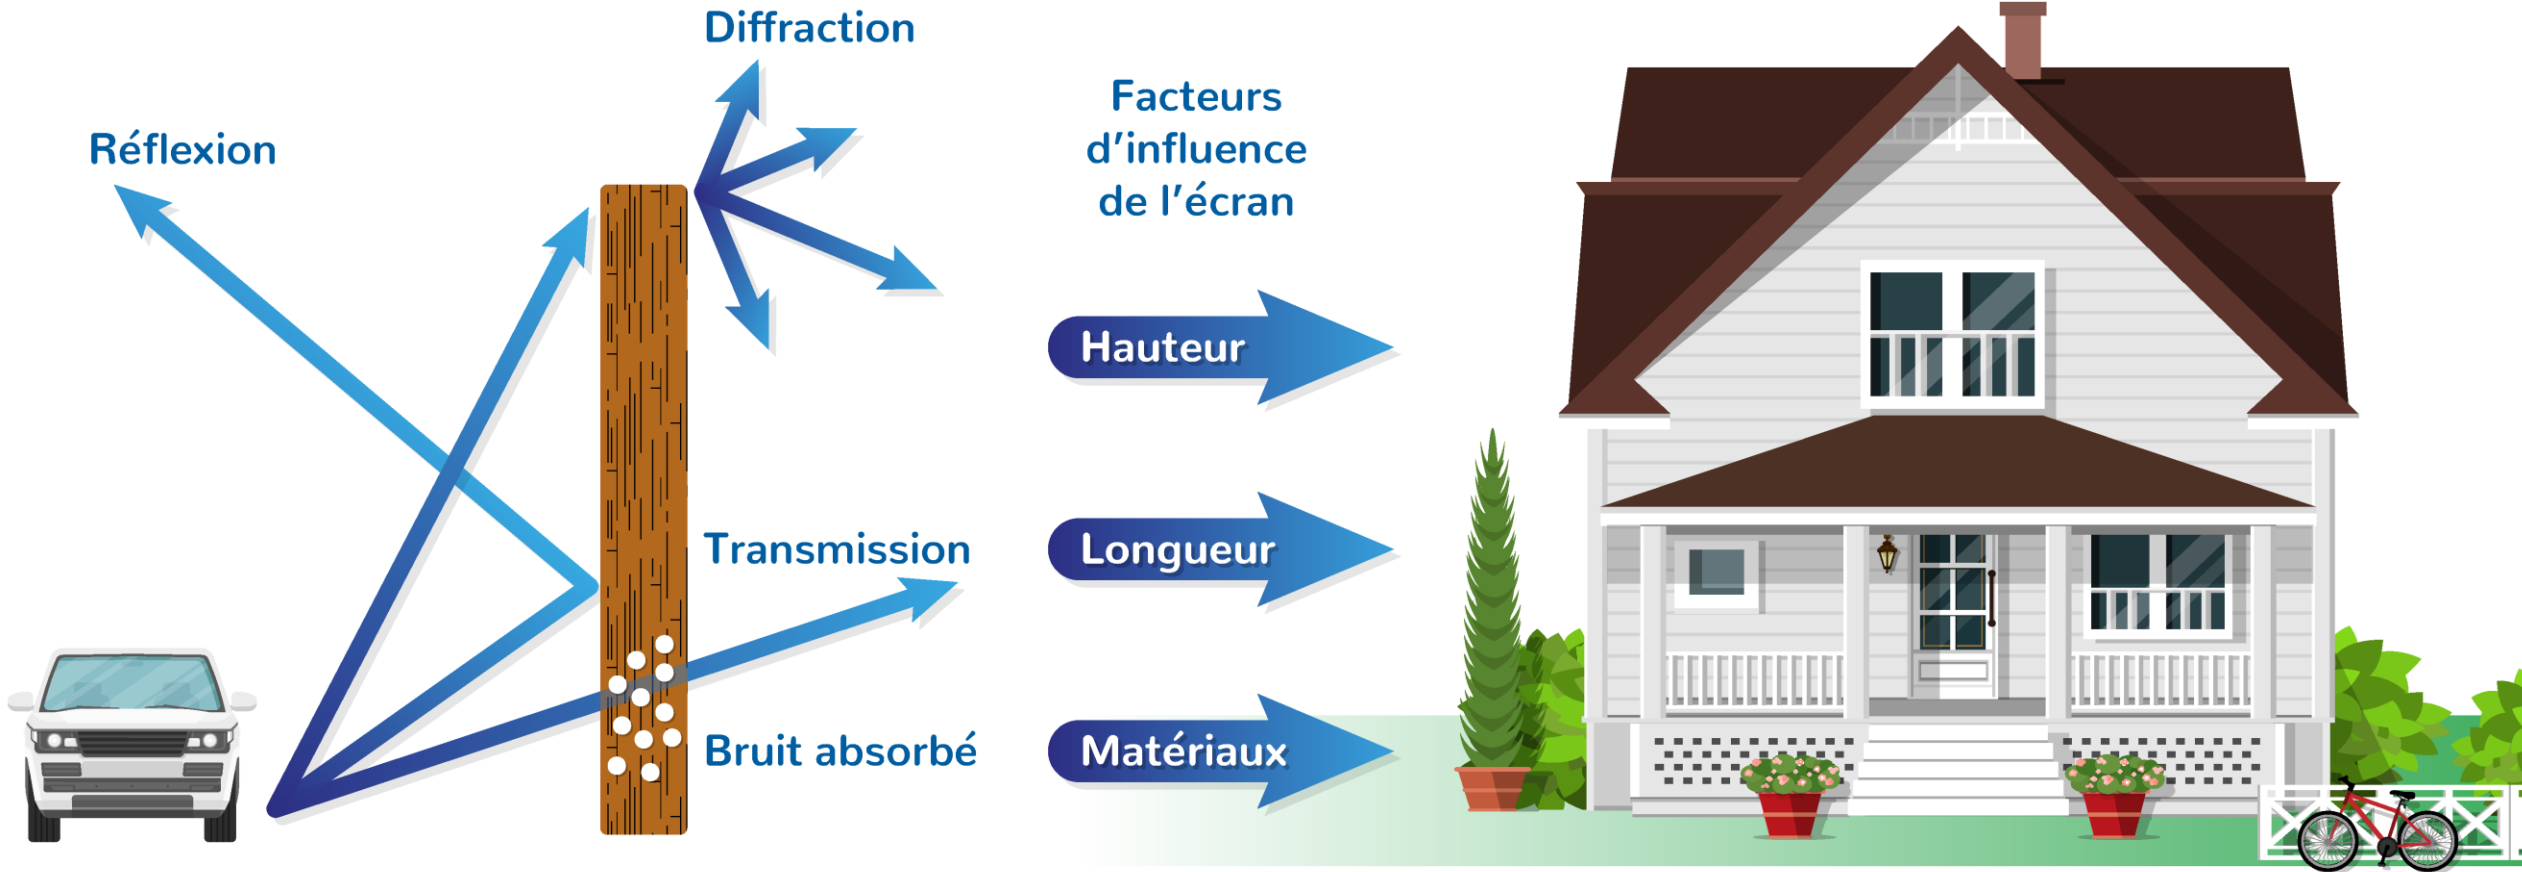 Diffraction
Réflexion
Facteurs
d’influence
de l’écran
Hauteur
Transmission
Longueur
Bruit absorbé
Matériaux